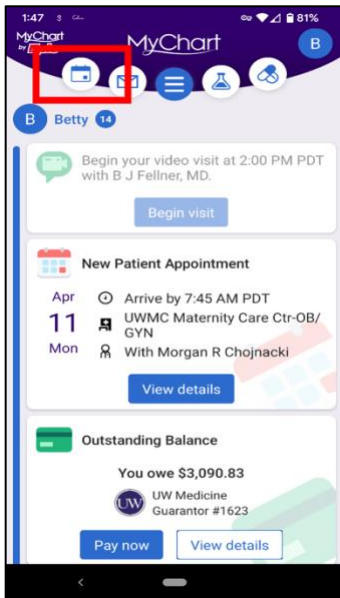 1:47
81%
MyChart
by
MyChart
B
B Betty 14
Begin your video visit at 2:00 PM PDT
with B J Fellner, MD.
Begin visit
New Patient Appointment
Apr
11
Mon
Arrive by 7:45 AM PDT
UWMC Maternity Care Ctr-OB/
GYN
With Morgan R Chojnacki
View details
Outstanding Balance
You owe $3,090.83
UW
UW Medicine
Guarantor #1623
Pay now
View details